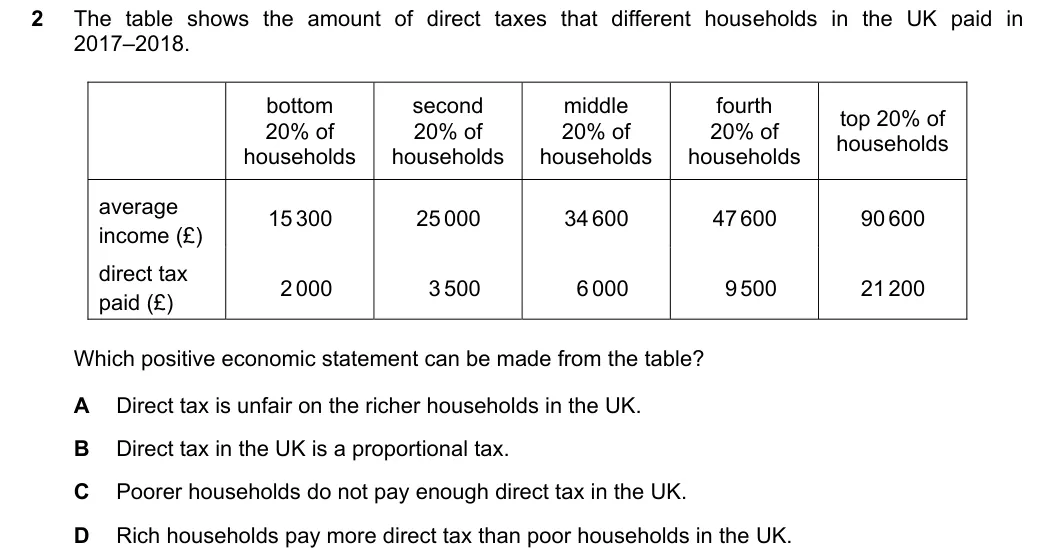 2 The table shows the amount of direct taxes that different households in the UK paid in
2017–2018.
bottom 20% of households
second 20% of households
middle 20% of households
fourth 20% of households
top 20% of households
average income (£) 15 300 25 000 34 600 47 600 90 600
direct tax paid (£) 2 000 3 500 6 000 9 500 21 200
Which positive economic statement can be made from the table?
A Direct tax is unfair on the richer households in the UK.
B Direct tax in the UK is a proportional tax.
C Poorer households do not pay enough direct tax in the UK.
D Rich households pay more direct tax than poor households in the UK.